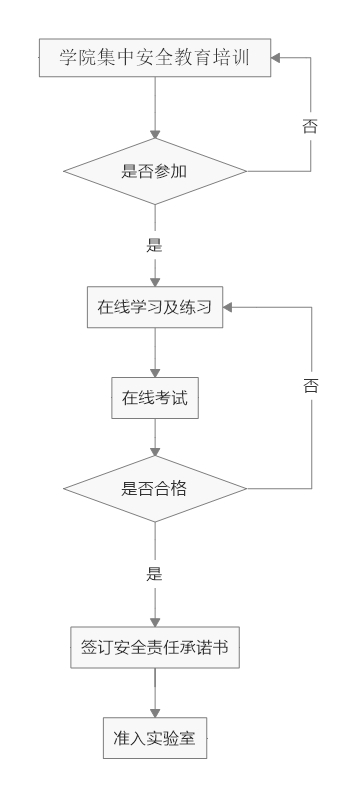 学院集中安全教育培训
否
是否参加
是
在线学习及练习
否
在线考试
是否合格
是
签订安全责任承诺书
准入实验室